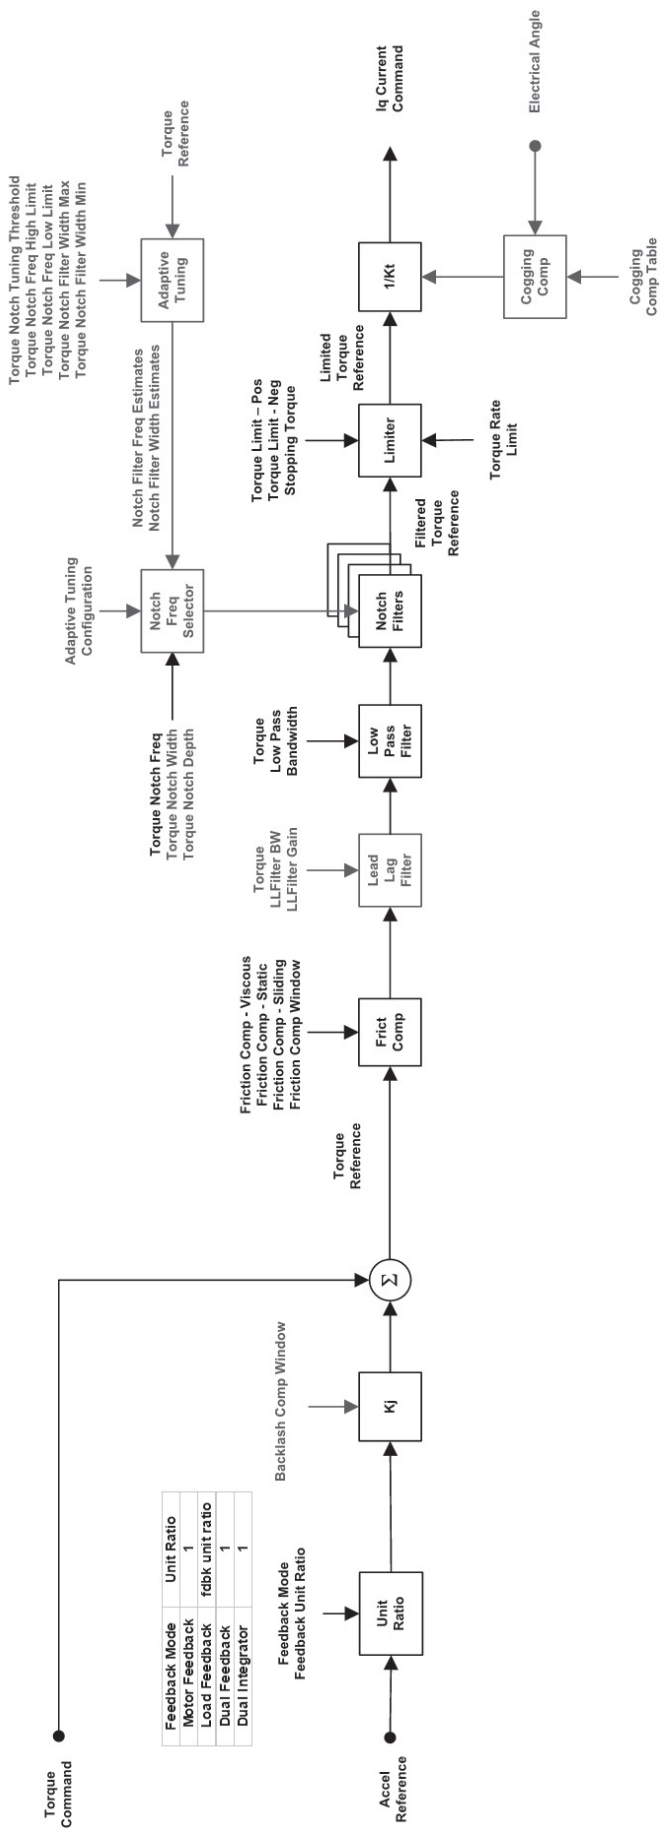 Torque
Command
Accel
Reference
Feedback Mode
Unit Ratio
Motor Feedback
1
Load Feedback
fdbk unit ratio
Dual Feedback
1
Dual Integrator
1
Feedback Mode
Feedback Unit Ratio
Unit
Ratio
Backlash Comp Window
Kj
Σ
Torque
Reference
Friction Comp - Viscous
Friction Comp - Static
Friction Comp - Sliding
Friction Comp Window
Frict
Comp
Torque
LLFilter BW
LLFilter Gain
Lead
Lag
Filter
Torque
Low Pass
Bandwidth
Low
Pass
Filter
Torque Notch Freq
Torque Notch Width
Torque Notch Depth
Adaptive Tuning
Configuration
Notch
Freq
Selector
Notch Filter Freq Estimates
Notch Filter Width Estimates
Torque Notch Tuning Threshold
Torque Notch Freq High Limit
Torque Notch Freq Low Limit
Torque Notch Filter Width Max
Torque Notch Filter Width Min
Adaptive
Tuning
Torque
Reference
Notch
Filters
Filtered
Torque
Reference
Torque Limit – Pos
Torque Limit - Neg
Stopping Torque
Limiter
Torque Rate
Limit
Limited
Torque
Reference
1/Kt
Iq Current
Command
Cogging
Comp
Cogging
Comp Table
Electrical Angle